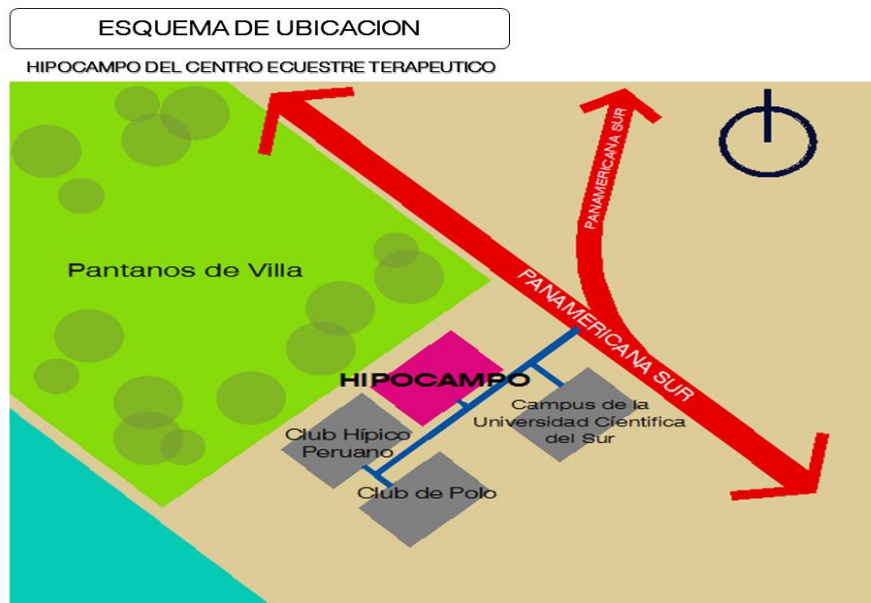 ESQUEMA DE UBICACION
HIPOCAMPO DEL CENTRO ECUESTRE TERAPEUTICO
PANAMERICANA SUR
Pantanos de Villa
PANAMERICANA SUR
HIPOCAMPO
Campus de la
Universidad Científica
del Sur
Club Hípico
Peruano
Club de Polo